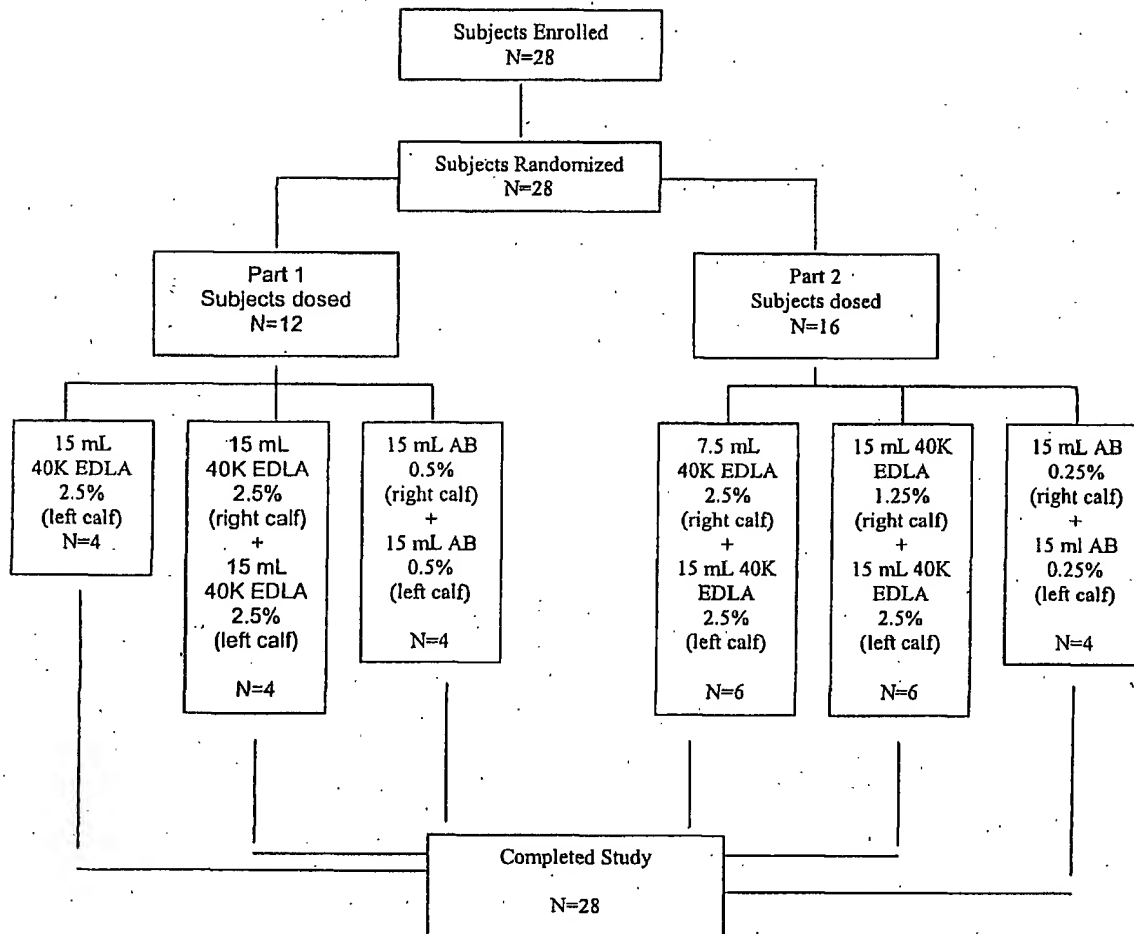 Subjects Enrolled
N=28
Subjects Randomized
N=28
Part 1
Subjects dosed
N=12
Part 2
Subjects dosed
N=16
15 mL
40K EDLA
2.5%
(left calf)
N=4
15 mL
40K EDLA
2.5%
(right calf)
+
15 mL
40K EDLA
2.5%
(left calf)
N=4
15 mL AB
0.5%
(right calf)
+
15 mL AB
0.5%
(left calf)
N=4
7.5 mL
40K EDLA
2.5%
(right calf)
+
15 mL 40K
EDLA
2.5%
(left calf)
N=6
15 mL 40K
EDLA
1.25%
(right calf)
+
15 mL 40K
EDLA
2.5%
(left calf)
N=6
15 mL AB
0.25%
(right calf)
+
15 ml AB
0.25%
(left calf)
N=4
Completed Study
N=28